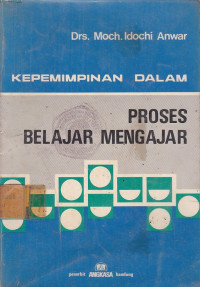 Drs. Moch. Idochi Anwar
KEPEMIMPINAN DALAM
PROSES
BELAJAR MENGAJAR
penerbit ANGKASA bandung